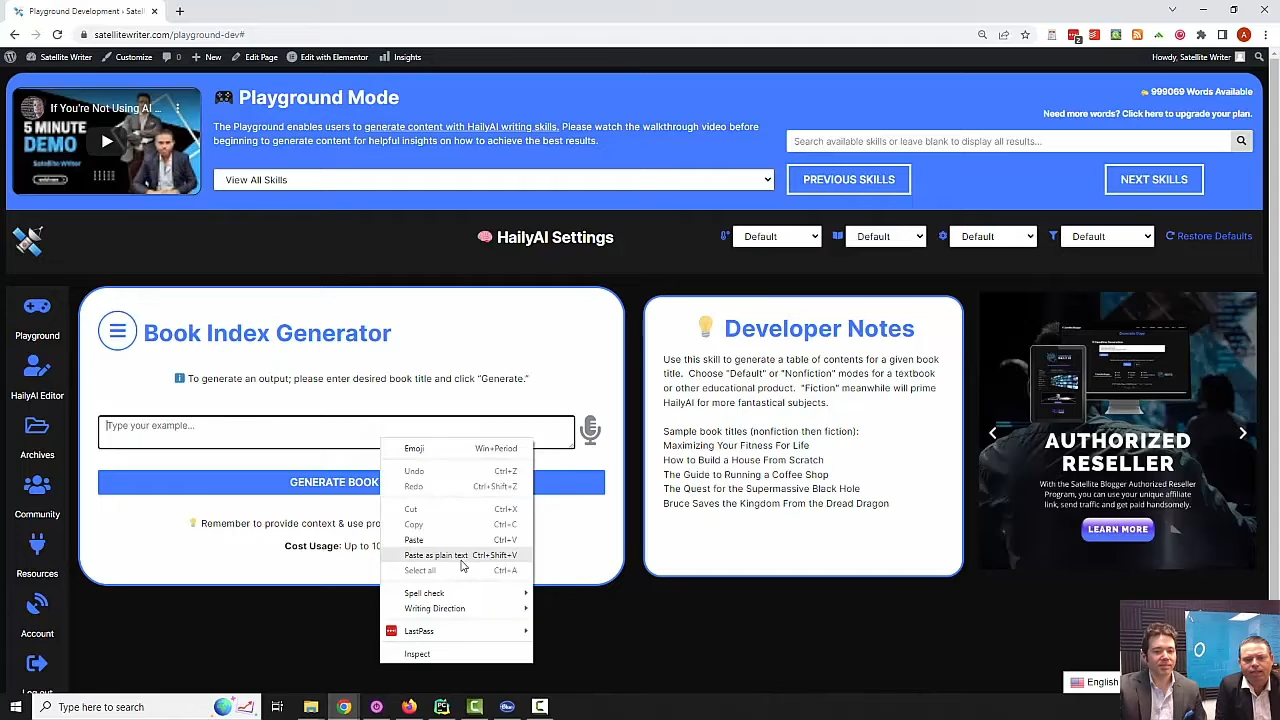 Playground Development - Satell
satellitewriter.com/playground-dev#
2
A
Satellite Writer
Customize
0
New
Edit Page
Edit with Elementor
Insights
Howdy, Satellite Writer
If You're Not Using AI ...
5 MINUTE
DEMO
Satellite Writer
Playground Mode
The Playground enables users to generate content with HailyAI writing skills. Please watch the walkthrough video before
beginning to generate content for helpful insights on how to achieve the best results.
View All Skills
999069 Words Available
Need more words? Click here to upgrade your plan.
Search available skills or leave blank to display all results...
PREVIOUS SKILLS
NEXT SKILLS
HailyAI Settings
Default
Default
Default
Default
Restore Defaults
Playground
HailyAI Editor
Archives
Community
Resources
Account
Log out
Book Index Generator
To generate an output; please enter desired book title and click “Generate.”
Type your example...
GENERATE BOOK
Remember to provide context & use pro
Cost Usage: Up to 10
Emoji Win+Period
Undo Ctrl+Z
Redo Ctrl+Shift+Z
Cut Ctrl+X
Copy Ctrl+C
Paste Ctrl+V
Paste as plain text Ctrl+Shift+V
Select all Ctrl+A
Spell check
Writing Direction
LastPass
Inspect
Developer Notes
Use this skill to generate a table of contents for a given book
title. Choose "Default" or "Nonfiction" modes for a textbook
or other educational product. "Fiction" meanwhile will prime
HailyAI for more fantastical subjects.
Sample book titles (nonfiction then fiction):
Maximizing Your Fitness For Life
How to Build a House From Scratch
The Guide to Running a Coffee Shop
The Quest for the Supermassive Black Hole
Bruce Saves the Kingdom From the Dread Dragon
AUTHORIZED
RESELLER
With the Satellite Blogger Authorized Reseller
Program, you can use your unique affiliate
link, send traffic and get paid handsomely.
LEARN MORE
English
Type here to search